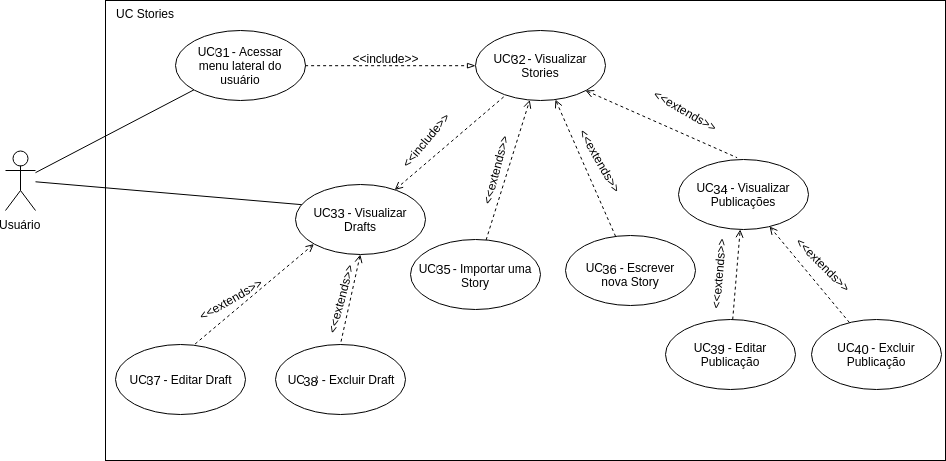 UC Stories
UC31 - Acessar
menu lateral do
usuário
<<include>>
UC32 - Visualizar
Stories
<<include>>
<<extends>>
<<extends>>
<<extends>>
Usuário
UC33 - Visualizar
Drafts
UC34 - Visualizar
Publicações
UC35 - Importar uma
Story
UC36 - Escrever
nova Story
<<extends>>
<<extends>>
<<extends>>
<<extends>>
UC37 - Editar Draft
UC38 - Excluir Draft
UC39 - Editar
Publicação
UC40 - Excluir
Publicação